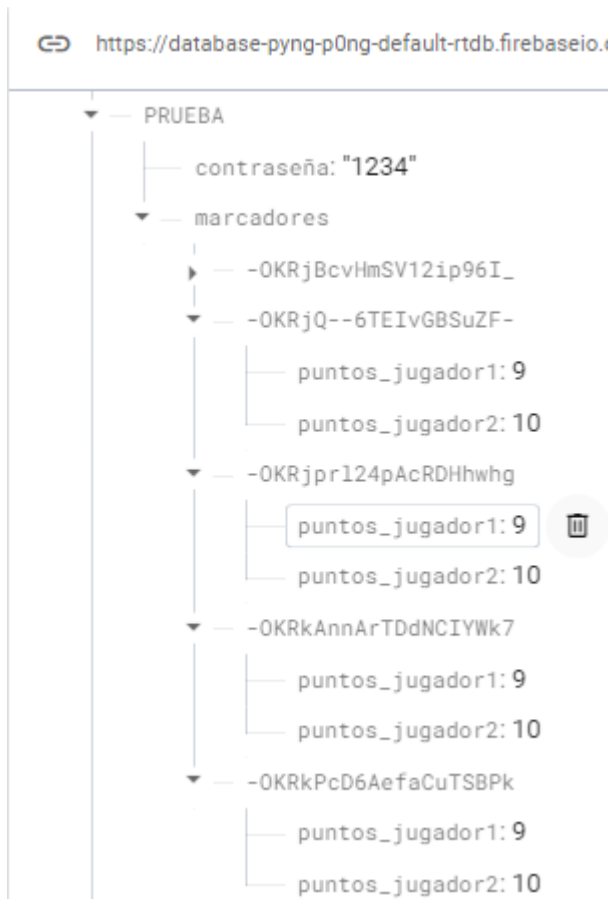 https://database-pyng-p0ng-default-rtdb.firebaseio.
PRUEBA
contraseña: "1234"
marcadores
-OKRjBcvHmSV12ip96I_
-OKRjQ--6TEIvGBSuZF-
puntos_jugador1: 9
puntos_jugador2: 10
-OKRjprl24pAcRDHhwhg
puntos_jugador1: 9
puntos_jugador2: 10
-OKRkAnnArTDdNCIYWk7
puntos_jugador1: 9
puntos_jugador2: 10
-OKRkPcD6AefaCuTSBPk
puntos_jugador1: 9
puntos_jugador2: 10